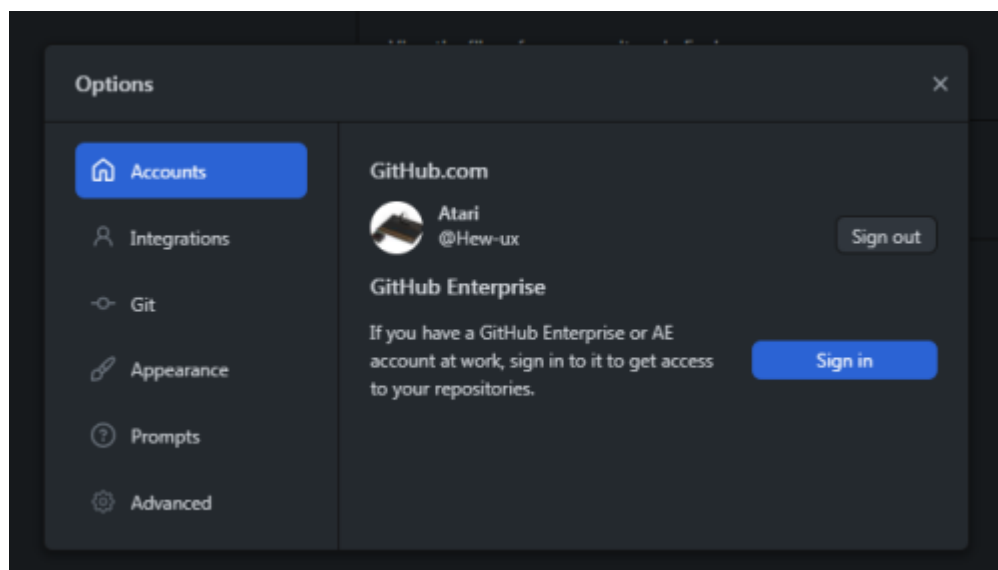 Options
Accounts
Integrations
Git
Appearance
Prompts
Advanced
GitHub.com
Atari
@Hew-ux
Sign out
GitHub Enterprise
If you have a GitHub Enterprise or AE
account at work, sign in to it to get access
to your repositories.
Sign in